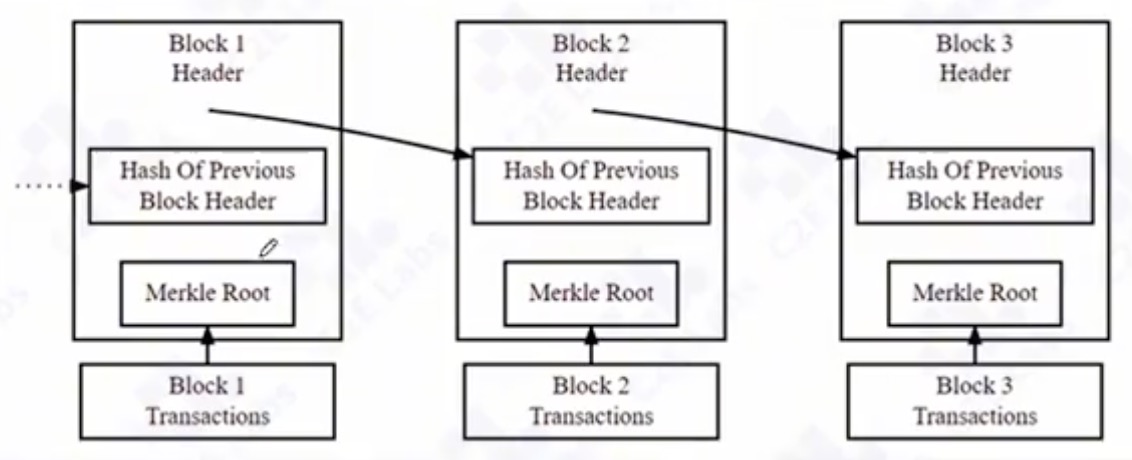 Block 1
Header
Hash Of Previous
Block Header
Merkle Root
Block 1
Transactions
Block 2
Header
Hash Of Previous
Block Header
Merkle Root
Block 2
Transactions
Block 3
Header
Hash Of Previous
Block Header
Merkle Root
Block 3
Transactions
C2E Labs